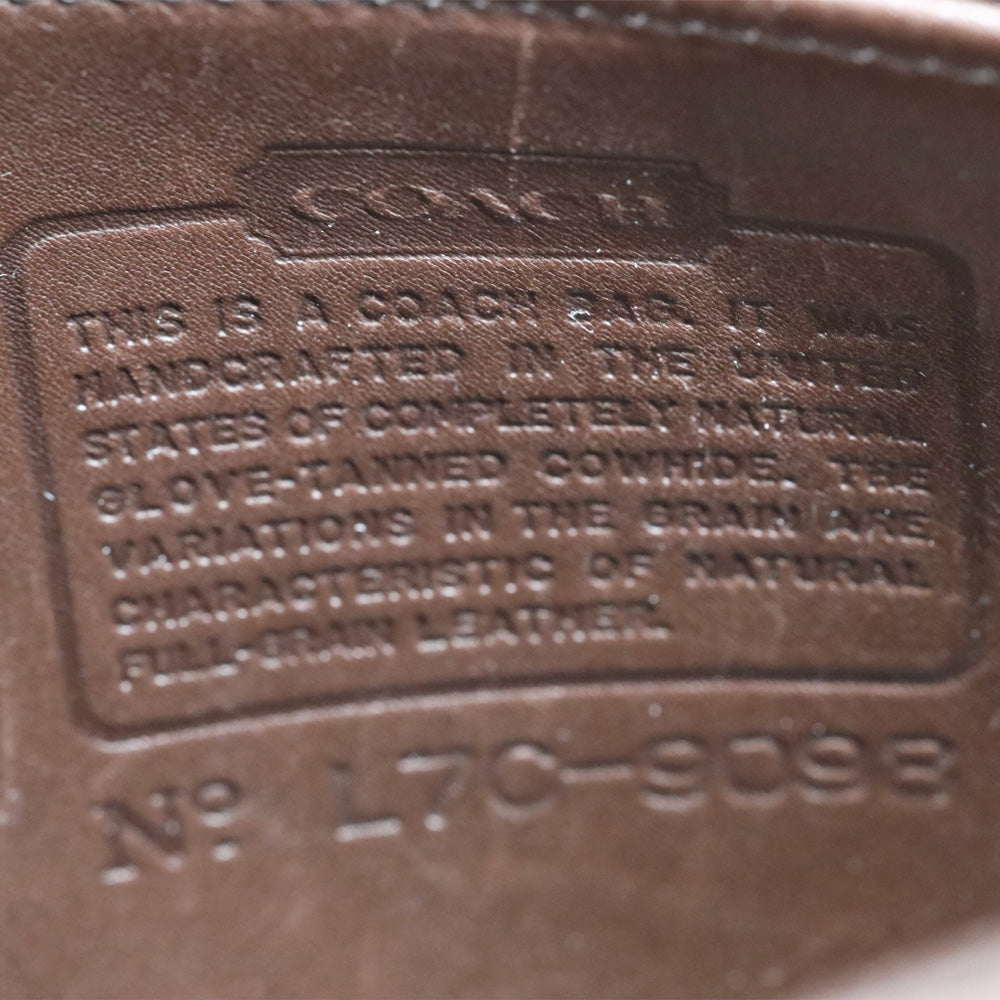 COACH
THIS IS A COACH BAG. IT WAS
HANDCRAFTED IN THE UNITED
STATES OF COMPLETELY NATURAL
GLOVE-TANNED COWHIDE. THE
VARIATIONS IN THE GRAIN ARE
CHARACTERISTIC OF NATURAL
FULL-GRAIN LEATHER.
Nº L7C-9098